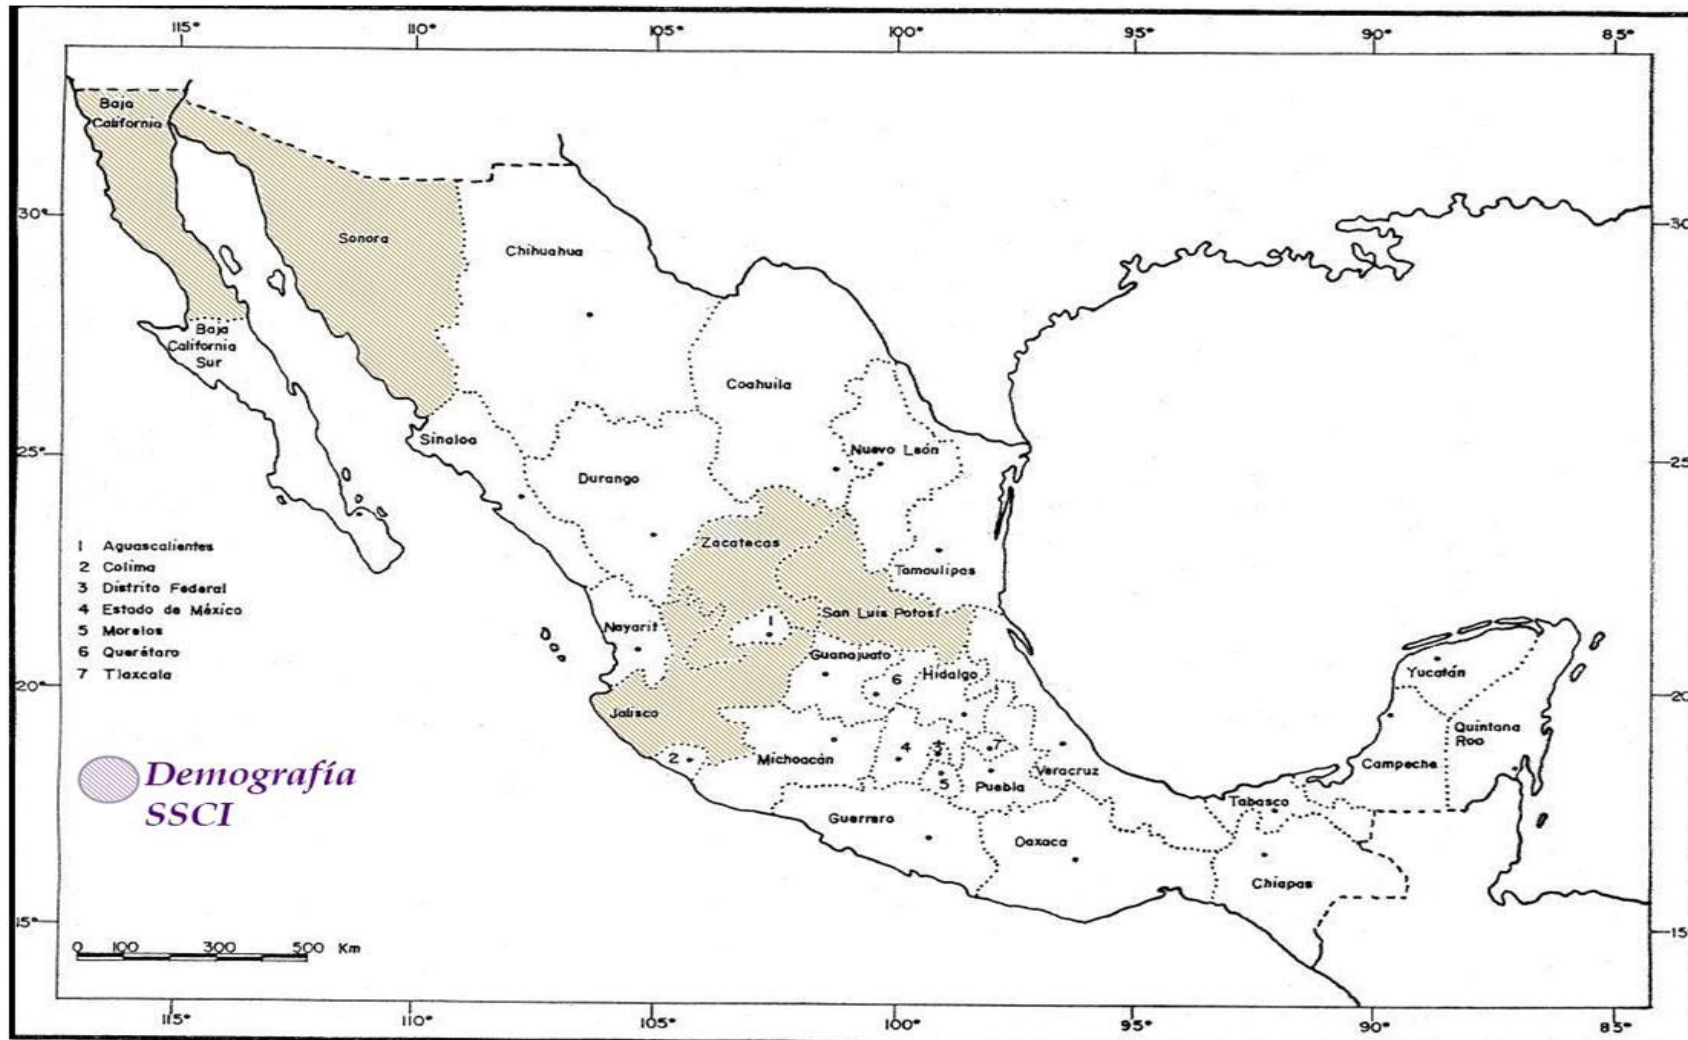 115° 110° 105° 100° 95° 90° 85°
Baja
California
Sonora
Chihuahua
30° 30
Baja
California
Sur
Coahuila
Sinaloa
Nuevo León
25° 25
Durango
Zacatecas
Tamaulipas
San Luis Potosí
Nayarit
1
Guanajuato
6
Hidalgo
Yucatán
20° 20
Jalisco
Quintana
Roo
2
Michoacán
4
3
7
5
Puebla
Veracruz
Campeche
Tabasco
Guerrero
Oaxaca
Chiapas
15° 15
1 Aguascalientes
2 Colima
3 Distrito Federal
4 Estado de México
5 Morelos
6 Querétaro
7 Tlaxcala
Demografía
SSCI
0 100 300 500 Km
115° 110° 105° 100° 95° 90° 85°